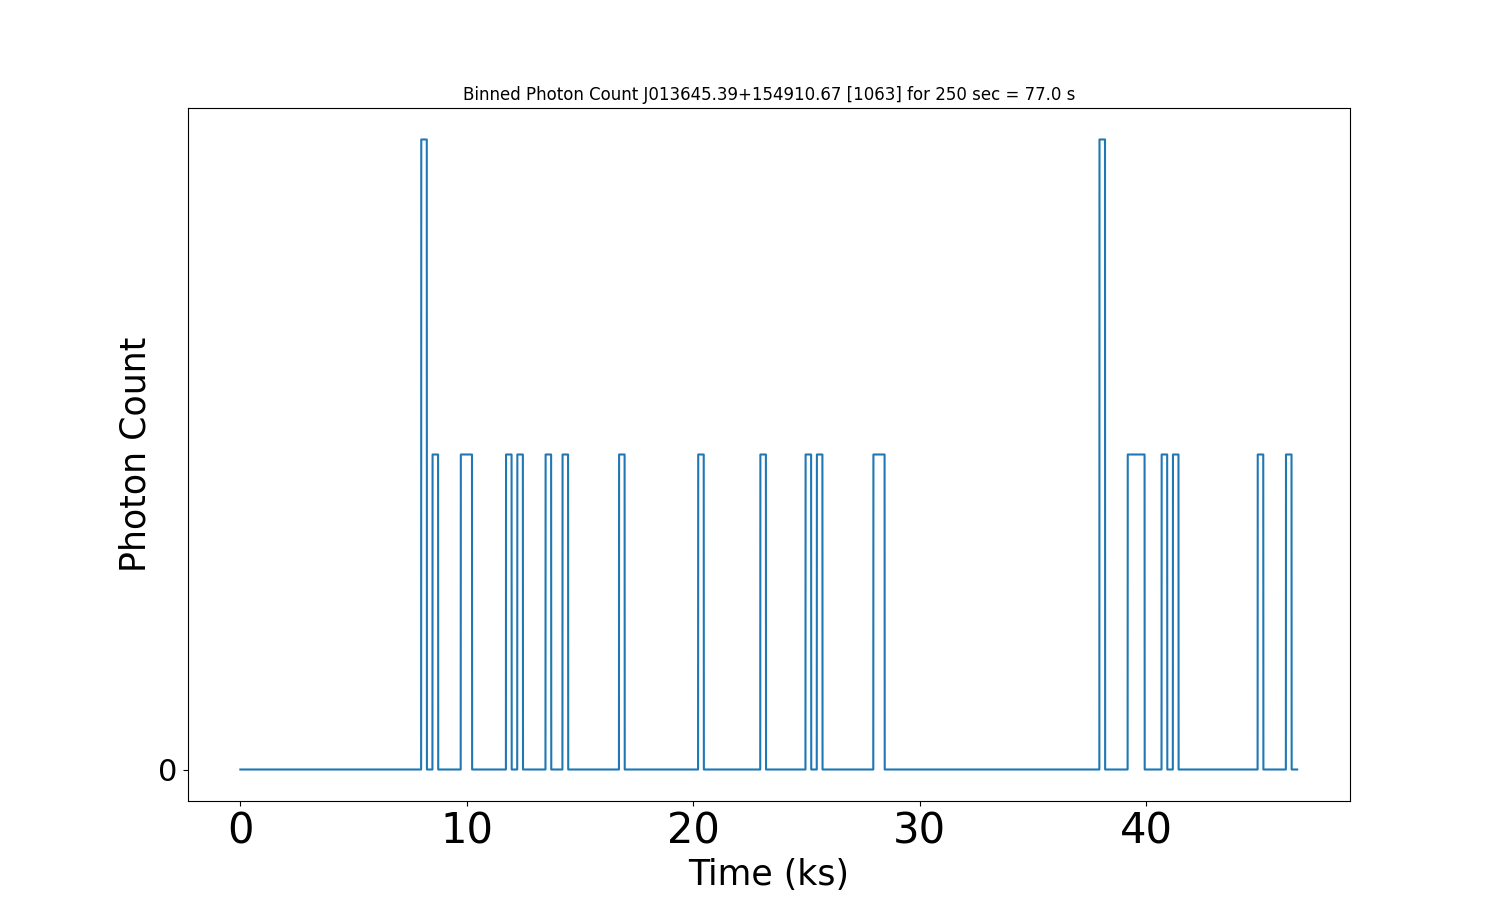 Binned Photon Count J013645.39+154910.67 [1063] for 250 sec = 77.0 s
Photon Count
0
0 10 20 30 40
Time (ks)